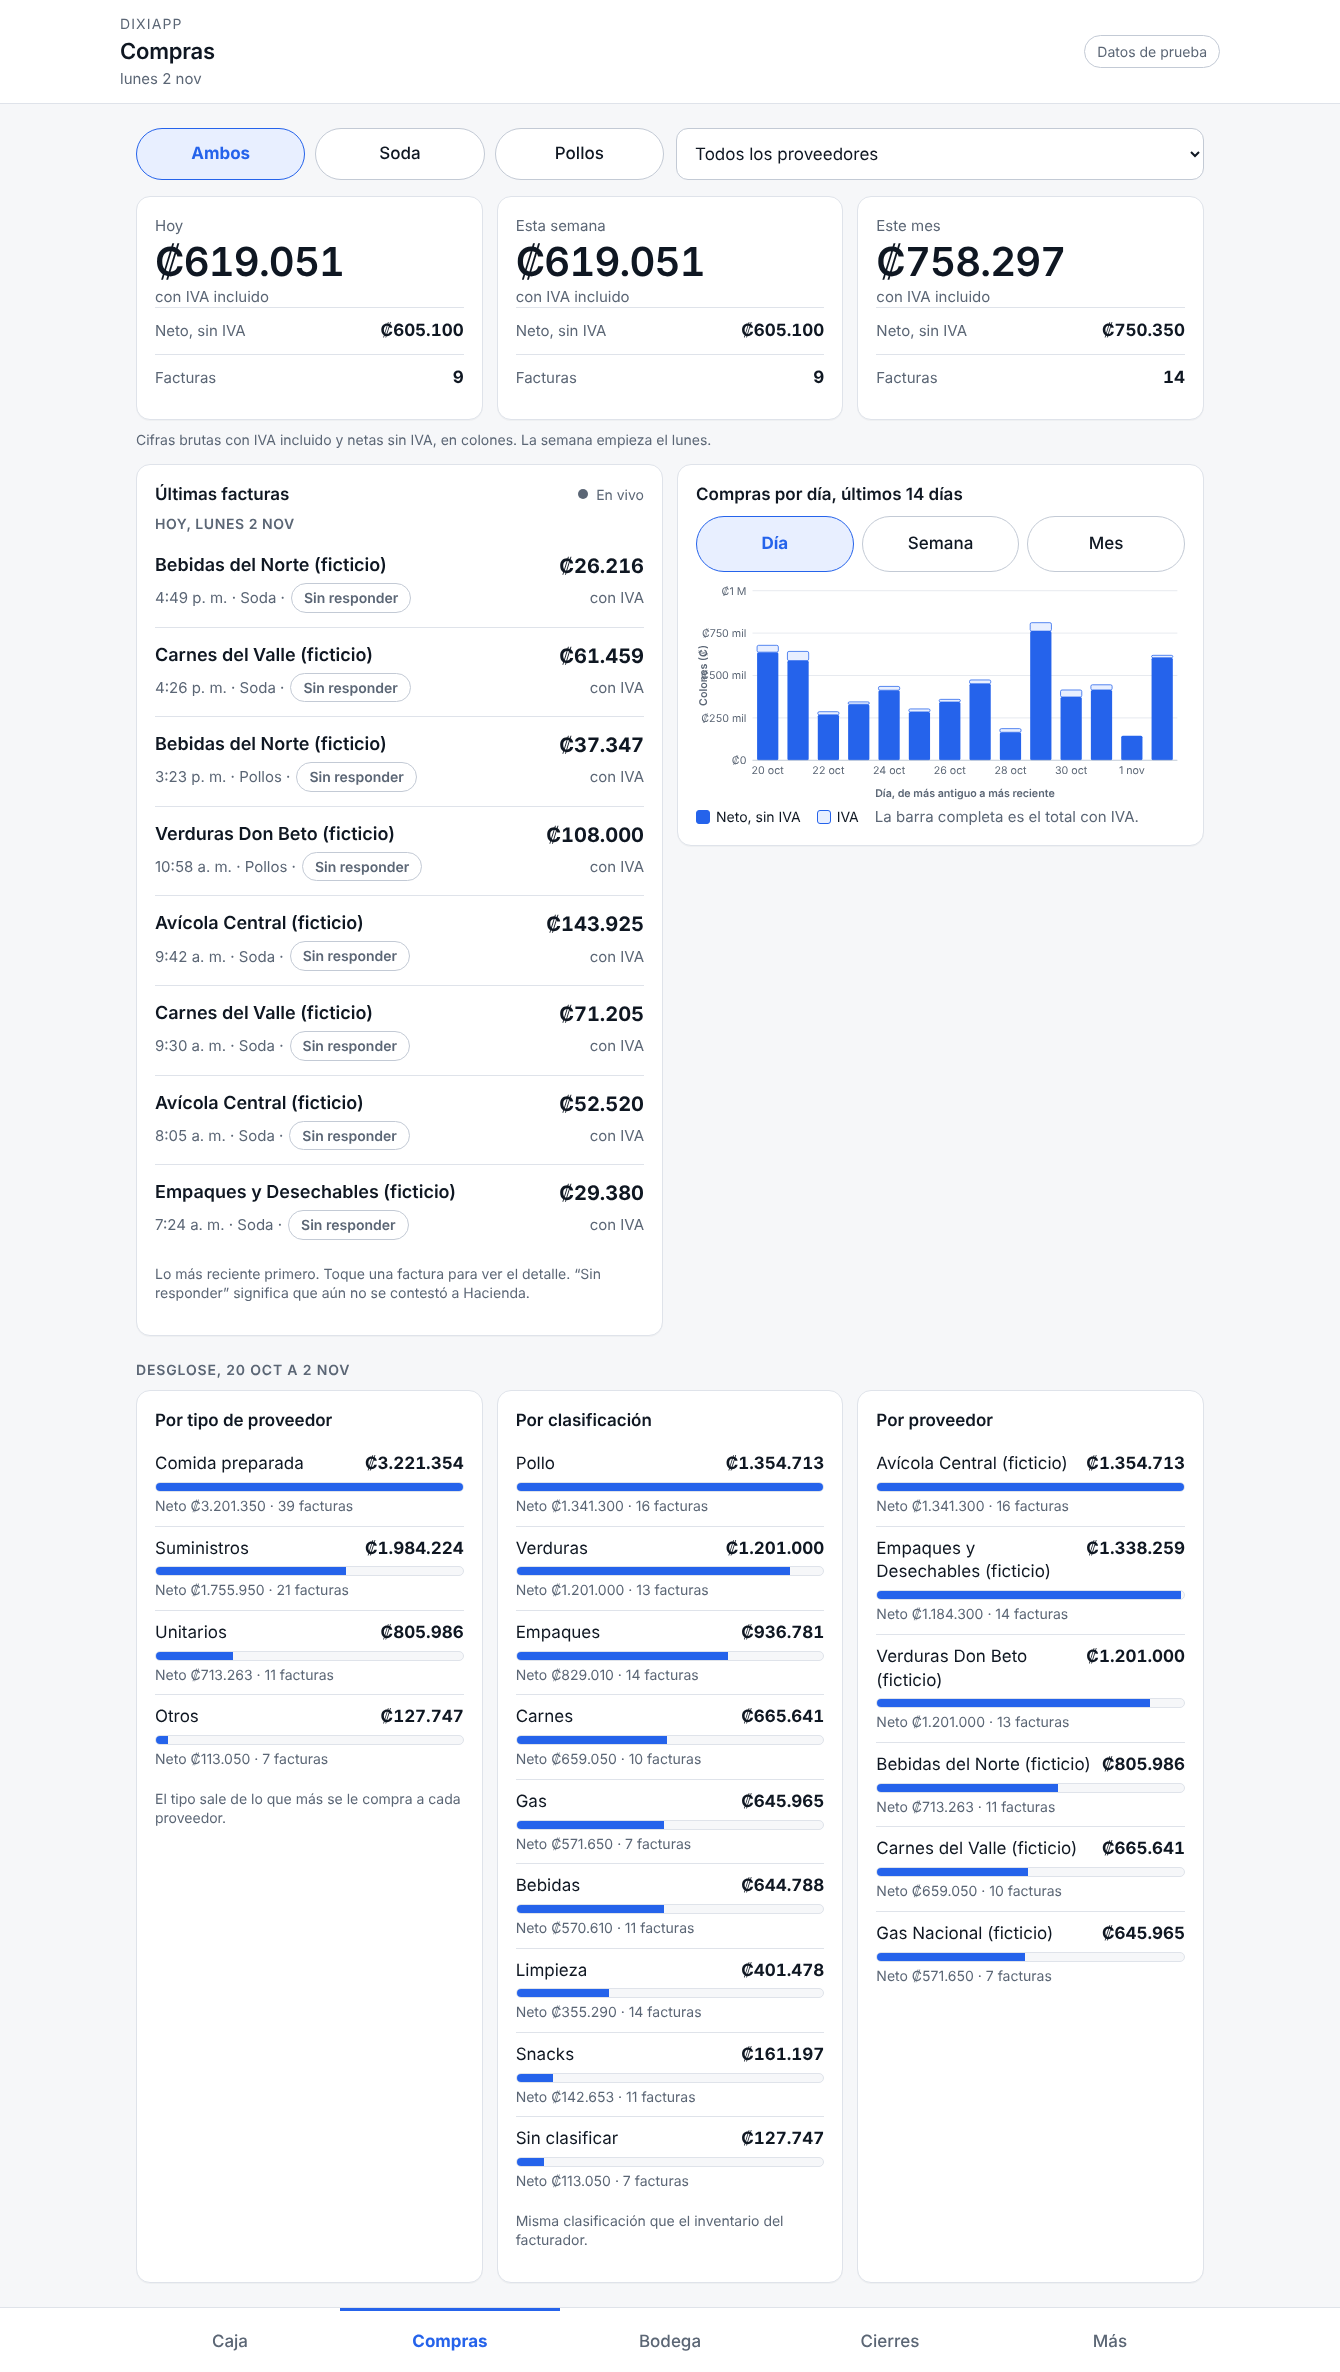 DIXIAPP
Compras
lunes 2 nov
Datos de prueba
Ambos
Soda
Pollos
Todos los proveedores
Hoy
₡619.051
con IVA incluido
Neto, sin IVA ₡605.100
Facturas 9
Esta semana
₡619.051
con IVA incluido
Neto, sin IVA ₡605.100
Facturas 9
Este mes
₡758.297
con IVA incluido
Neto, sin IVA ₡750.350
Facturas 14
Cifras brutas con IVA incluido y netas sin IVA, en colones. La semana empieza el lunes.
Últimas facturas
En vivo
HOY, LUNES 2 NOV
Bebidas del Norte (ficticio) ₡26.216
4:49 p. m. · Soda · Sin responder con IVA
Carnes del Valle (ficticio) ₡61.459
4:26 p. m. · Soda · Sin responder con IVA
Bebidas del Norte (ficticio) ₡37.347
3:23 p. m. · Pollos · Sin responder con IVA
Verduras Don Beto (ficticio) ₡108.000
10:58 a. m. · Pollos · Sin responder con IVA
Avícola Central (ficticio) ₡143.925
9:42 a. m. · Soda · Sin responder con IVA
Carnes del Valle (ficticio) ₡71.205
9:30 a. m. · Soda · Sin responder con IVA
Avícola Central (ficticio) ₡52.520
8:05 a. m. · Soda · Sin responder con IVA
Empaques y Desechables (ficticio) ₡29.380
7:24 a. m. · Soda · Sin responder con IVA
Lo más reciente primero. Toque una factura para ver el detalle. “Sin
responder” significa que aún no se contestó a Hacienda.
Compras por día, últimos 14 días
Día
Semana
Mes
₡1 M
₡750 mil
₡500 mil
₡250 mil
₡0
Colones (₡)
20 oct 22 oct 24 oct 26 oct 28 oct 30 oct 1 nov
Día, de más antiguo a más reciente
Neto, sin IVA IVA La barra completa es el total con IVA.
DESGLOSE, 20 OCT A 2 NOV
Por tipo de proveedor
Comida preparada ₡3.221.354
Neto ₡3.201.350 · 39 facturas
Suministros ₡1.984.224
Neto ₡1.755.950 · 21 facturas
Unitarios ₡805.986
Neto ₡713.263 · 11 facturas
Otros ₡127.747
Neto ₡113.050 · 7 facturas
El tipo sale de lo que más se le compra a cada
proveedor.
Por clasificación
Pollo ₡1.354.713
Neto ₡1.341.300 · 16 facturas
Verduras ₡1.201.000
Neto ₡1.201.000 · 13 facturas
Empaques ₡936.781
Neto ₡829.010 · 14 facturas
Carnes ₡665.641
Neto ₡659.050 · 10 facturas
Gas ₡645.965
Neto ₡571.650 · 7 facturas
Bebidas ₡644.788
Neto ₡570.610 · 11 facturas
Limpieza ₡401.478
Neto ₡355.290 · 14 facturas
Snacks ₡161.197
Neto ₡142.653 · 11 facturas
Sin clasificar ₡127.747
Neto ₡113.050 · 7 facturas
Misma clasificación que el inventario del
facturador.
Por proveedor
Avícola Central (ficticio) ₡1.354.713
Neto ₡1.341.300 · 16 facturas
Empaques y ₡1.338.259
Desechables (ficticio)
Neto ₡1.184.300 · 14 facturas
Verduras Don Beto ₡1.201.000
(ficticio)
Neto ₡1.201.000 · 13 facturas
Bebidas del Norte (ficticio) ₡805.986
Neto ₡713.263 · 11 facturas
Carnes del Valle (ficticio) ₡665.641
Neto ₡659.050 · 10 facturas
Gas Nacional (ficticio) ₡645.965
Neto ₡571.650 · 7 facturas
Caja
Compras
Bodega
Cierres
Más